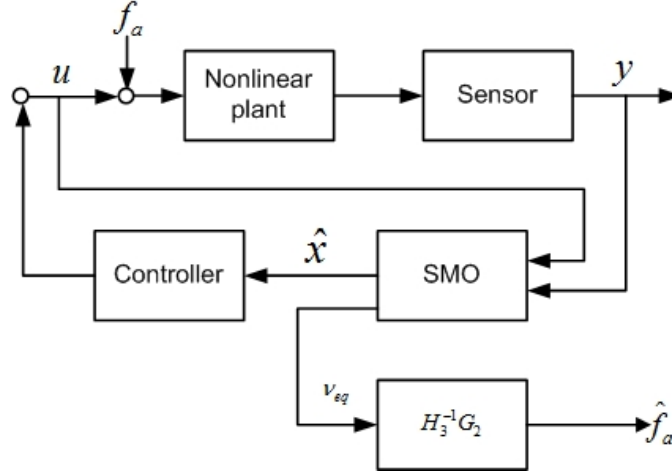 f_a
u
Nonlinear
plant
Sensor
y
Controller
x̂
SMO
ν_eq
H_3^{-1}G_2
f̂_a